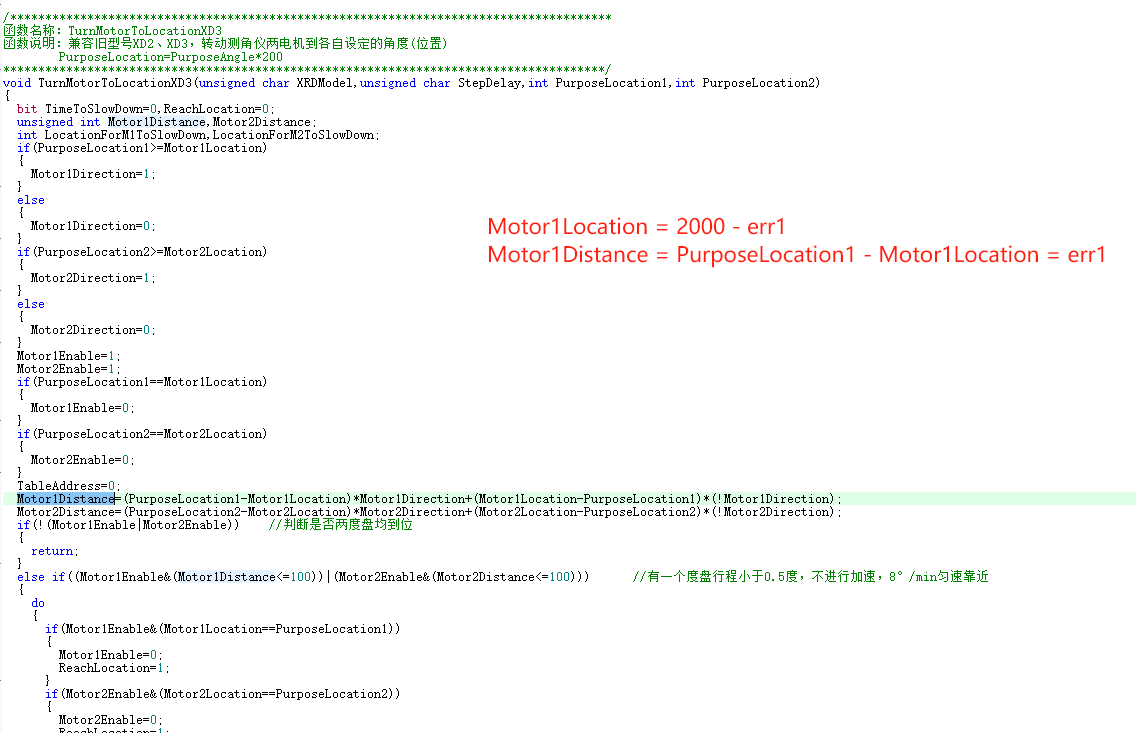 /**************************************************************************************
函数名称: TurnMotorToLocationXD3
函数说明: 兼容旧型号XD2、XD3，转动测角仪两电机到各自设定的角度(位置)
PurposeLocation=PurposeAngle*200
**************************************************************************************/
void TurnMotorToLocationXD3(unsigned char XRDModel,unsigned char StepDelay,int PurposeLocation1,int PurposeLocation2)
{
bit TimeToSlowDown=0,ReachLocation=0;
unsigned int Motor1Distance,Motor2Distance;
int LocationForM1ToSlowDown,LocationForM2ToSlowDown;
if(PurposeLocation1>=Motor1Location)
{
Motor1Direction=1;
}
else
{
Motor1Direction=0;
}
if(PurposeLocation2>=Motor2Location)
{
Motor2Direction=1;
}
else
{
Motor2Direction=0;
}
Motor1Enable=1;
Motor2Enable=1;
if(PurposeLocation1==Motor1Location)
{
Motor1Enable=0;
}
if(PurposeLocation2==Motor2Location)
{
Motor2Enable=0;
}
TableAddress=0;
Motor1Distance=(PurposeLocation1-Motor1Location)*Motor1Direction+(Motor1Location-PurposeLocation1)*(!Motor1Direction);
Motor2Distance=(PurposeLocation2-Motor2Location)*Motor2Direction+(Motor2Location-PurposeLocation2)*(!Motor2Direction);
if(!(Motor1Enable|Motor2Enable)) //判断是否两度盘均到位
{
return;
}
else if((Motor1Enable&(Motor1Distance<=100))|(Motor2Enable&(Motor2Distance<=100))) //有一个度盘行程小于0.5度，不进行加速，8°/min匀速靠近
{
do
{
if(Motor1Enable&(Motor1Location==PurposeLocation1))
{
Motor1Enable=0;
ReachLocation=1;
}
if(Motor2Enable&(Motor2Location==PurposeLocation2))
{
Motor2Enable=0;
ReachLocation=1;
Motor1Location = 2000 - err1
Motor1Distance = PurposeLocation1 - Motor1Location = err1